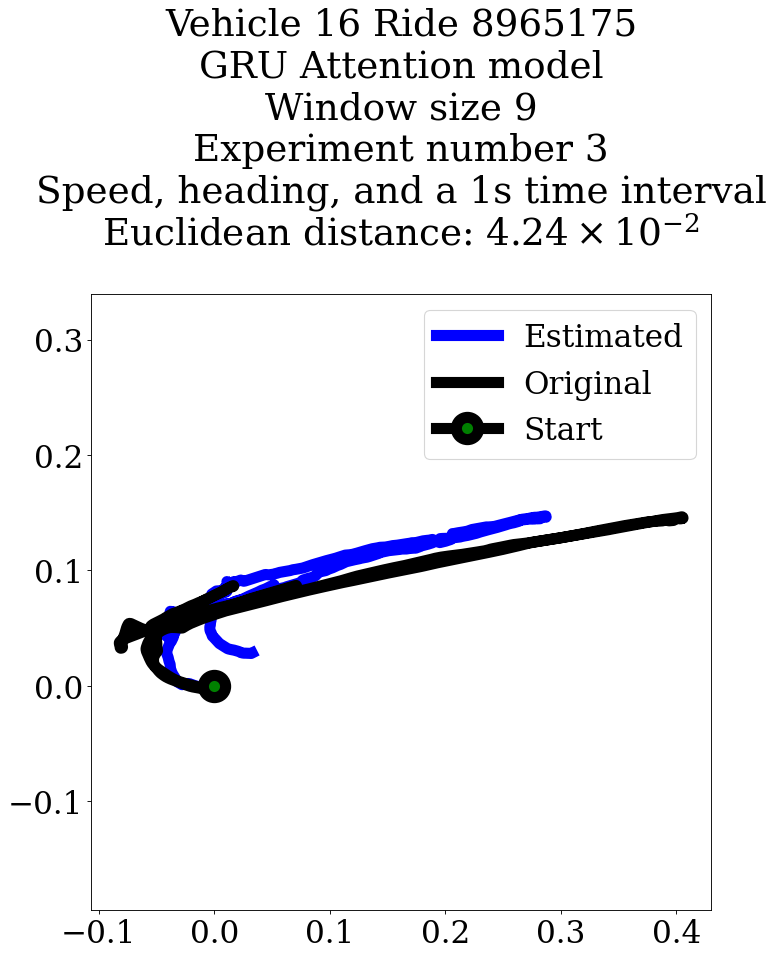 Vehicle 16 Ride 8965175
GRU Attention model
Window size 9
Experiment number 3
Speed, heading, and a 1s time interval
Euclidean distance: 4.24 × 10⁻²
Estimated
Original
Start
0.3
0.2
0.1
0.0
−0.1
−0.1 0.0 0.1 0.2 0.3 0.4